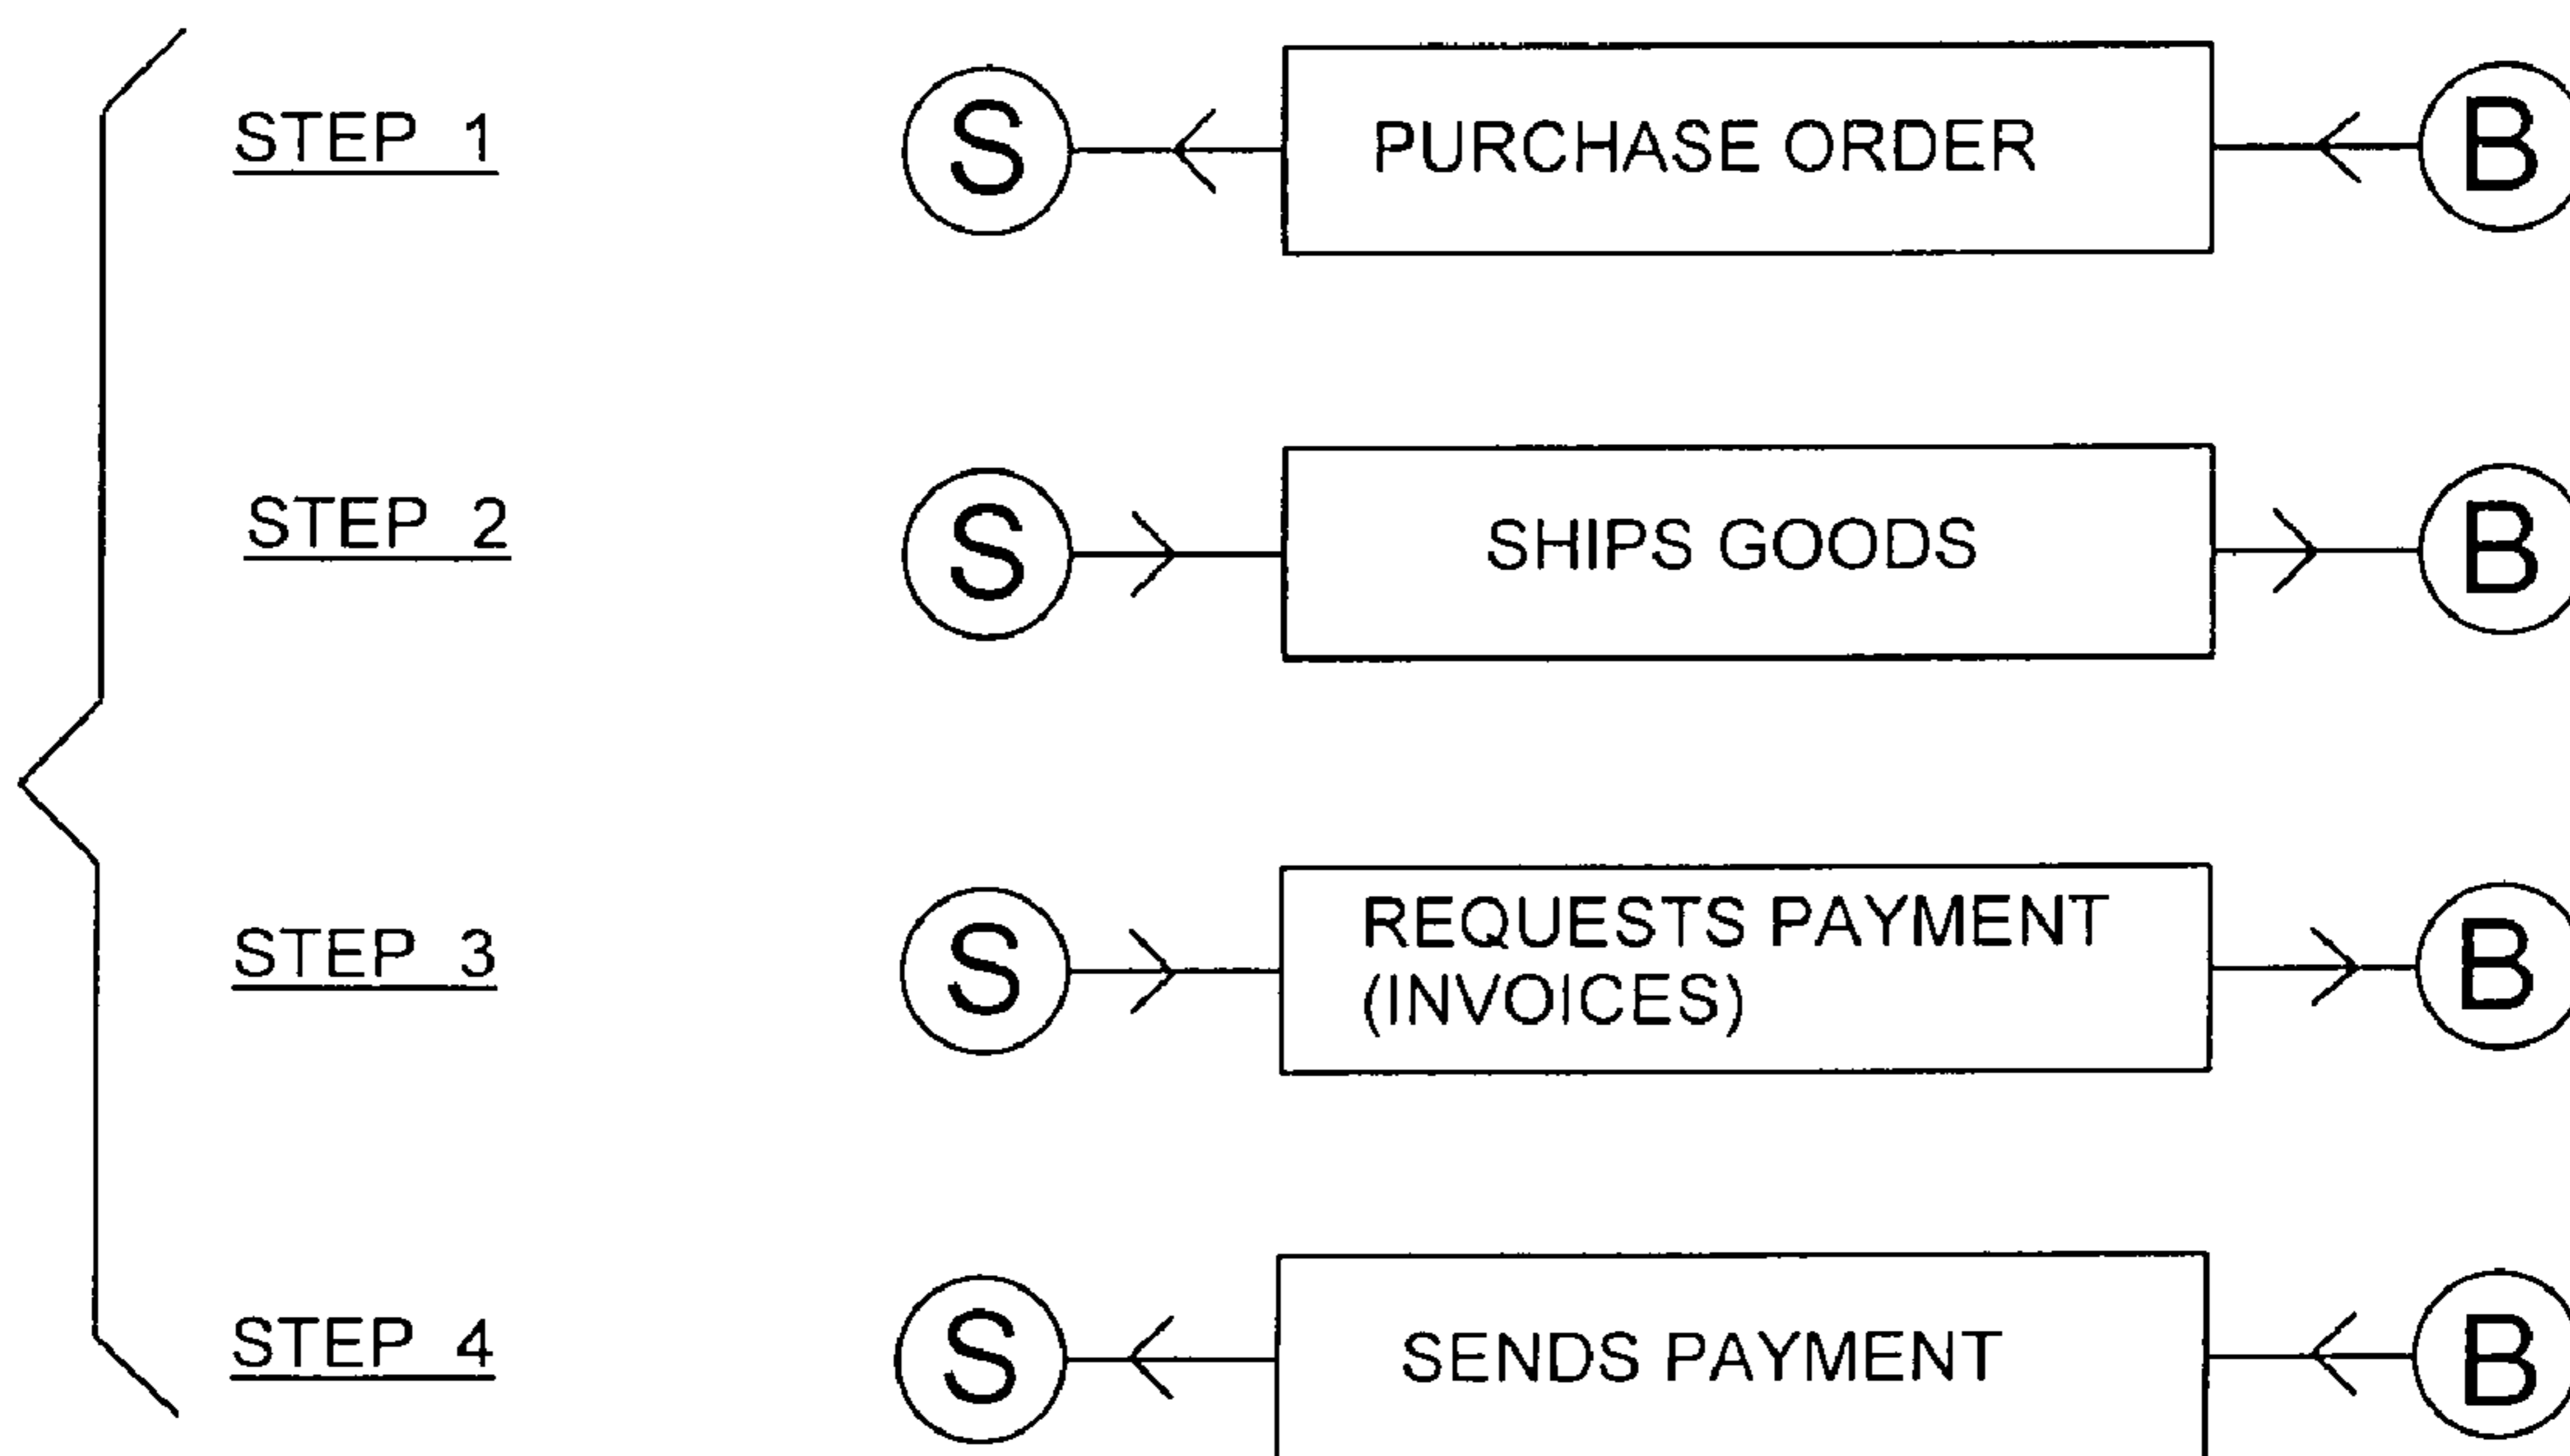 STEP 1
S PURCHASE ORDER B
STEP 2
S SHIPS GOODS B
STEP 3
S REQUESTS PAYMENT
(INVOICES) B
STEP 4
S SENDS PAYMENT B